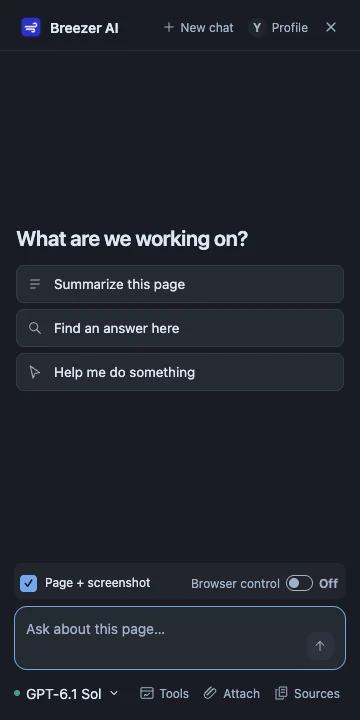 Breezer AI
New chat
Y
Profile
What are we working on?
Summarize this page
Find an answer here
Help me do something
Page + screenshot
Browser control
Off
Ask about this page...
GPT-6.1 Sol
Tools
Attach
Sources